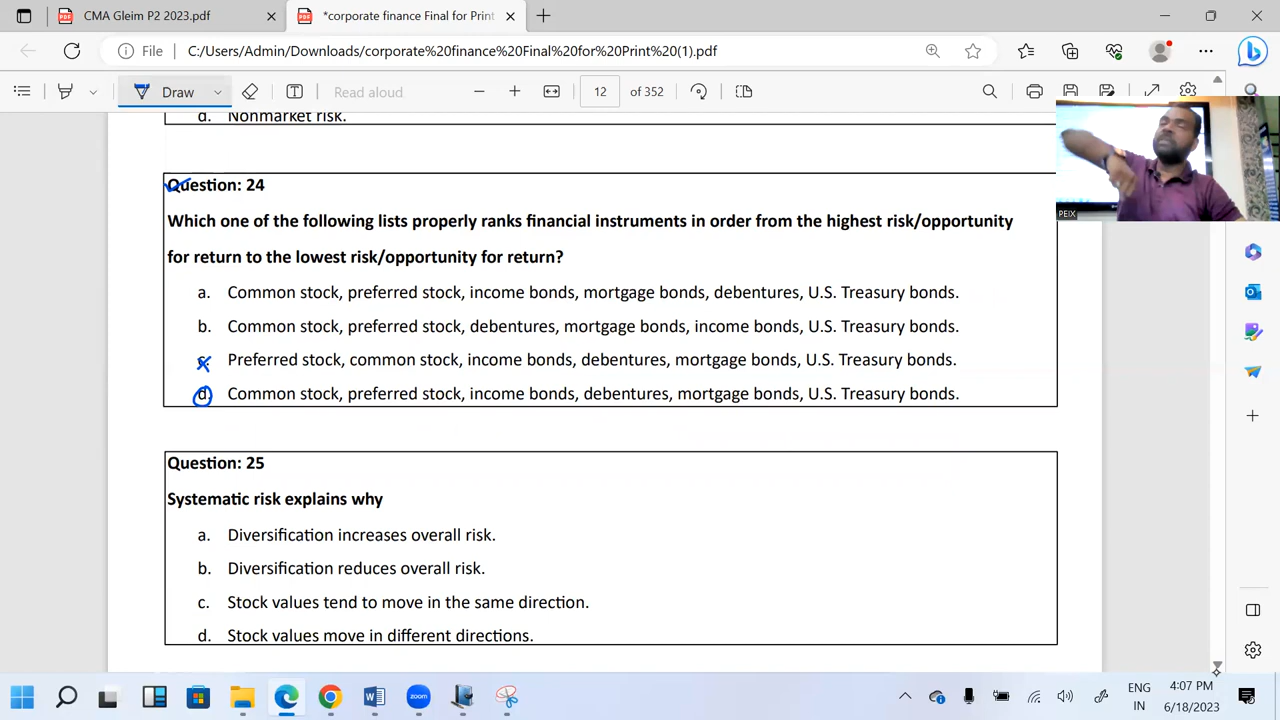 CMA Gleim P2 2023.pdf
*corporate finance Final for Print
File
C:/Users/Admin/Downloads/corporate%20finance%20Final%20for%20Print%20(1).pdf
Draw
Read aloud
12
of 352
d. Nonmarket risk.
PEIX
Question: 24
Which one of the following lists properly ranks financial instruments in order from the highest risk/opportunity
for return to the lowest risk/opportunity for return?
a. Common stock, preferred stock, income bonds, mortgage bonds, debentures, U.S. Treasury bonds.
b. Common stock, preferred stock, debentures, mortgage bonds, income bonds, U.S. Treasury bonds.
c. Preferred stock, common stock, income bonds, debentures, mortgage bonds, U.S. Treasury bonds.
d. Common stock, preferred stock, income bonds, debentures, mortgage bonds, U.S. Treasury bonds.
Question: 25
Systematic risk explains why
a. Diversification increases overall risk.
b. Diversification reduces overall risk.
c. Stock values tend to move in the same direction.
d. Stock values move in different directions.
zoom
ENG
IN
4:07 PM
6/18/2023